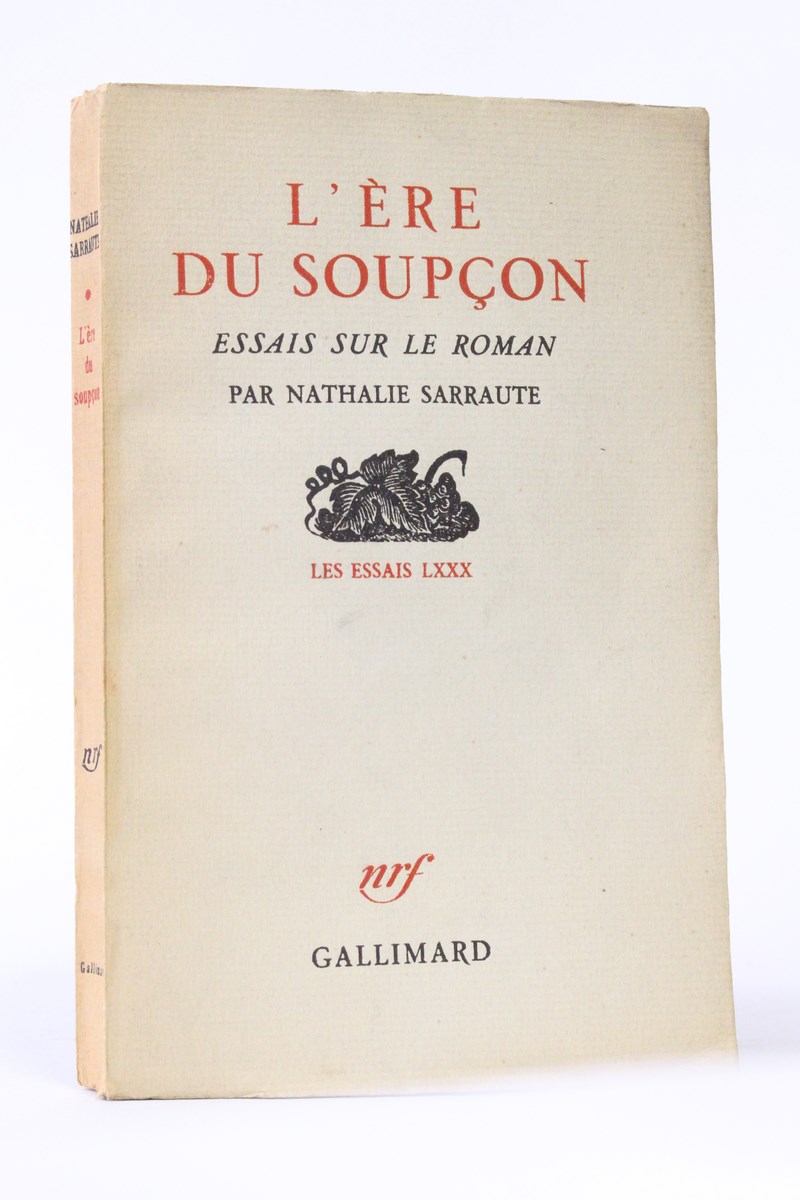 L'ÈRE
DU SOUPÇON
ESSAIS SUR LE ROMAN
PAR NATHALIE SARRAUTE
LES ESSAIS LXXX
nrf
GALLIMARD
NATHALIE
SARRAUTE
L'ère
du
soupçon
nrf